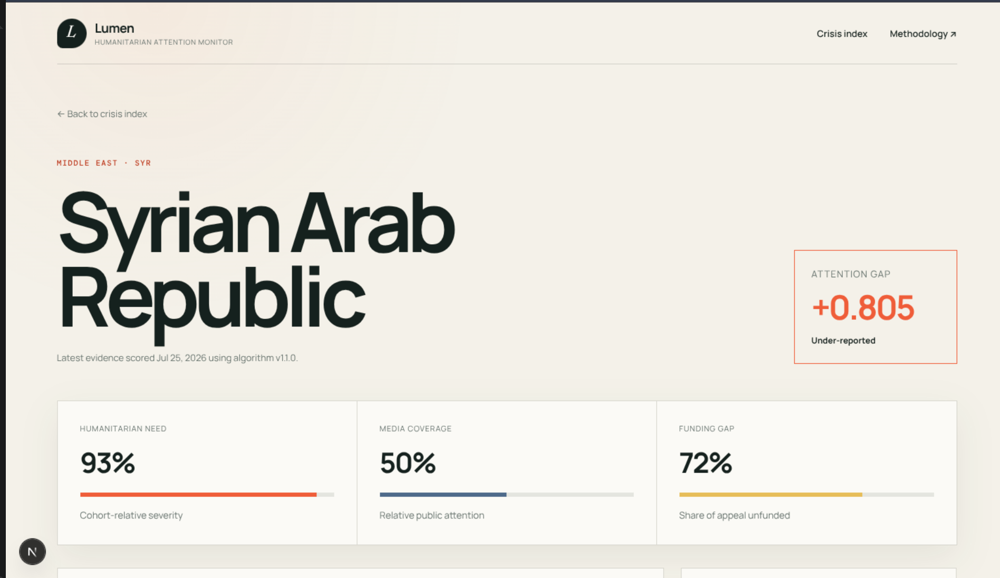 L
Lumen
HUMANITARIAN ATTENTION MONITOR
Crisis index
Methodology ↗
← Back to crisis index
MIDDLE EAST · SYR
Syrian Arab
Republic
Latest evidence scored Jul 25, 2026 using algorithm v1.1.0.
ATTENTION GAP
+0.805
Under-reported
HUMANITARIAN NEED
93%
Cohort-relative severity
MEDIA COVERAGE
50%
Relative public attention
FUNDING GAP
72%
Share of appeal unfunded
N